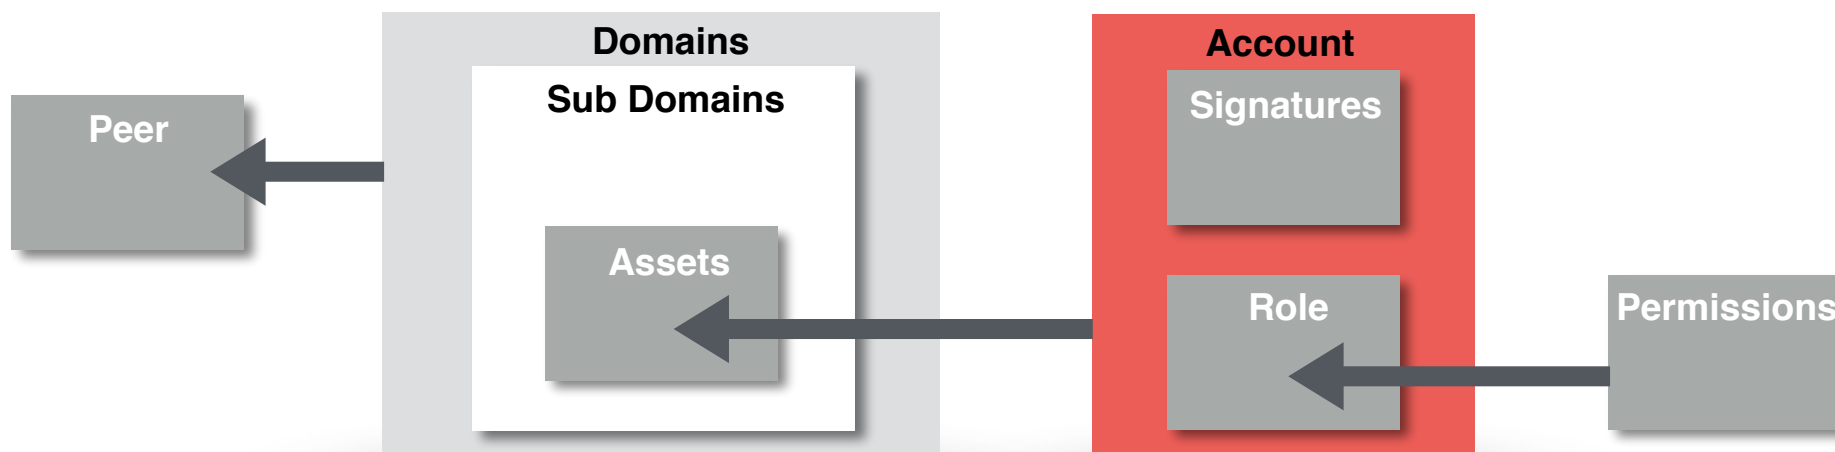 Domains
Account
Sub Domains
Signatures
Peer
Assets
Role
Permissions